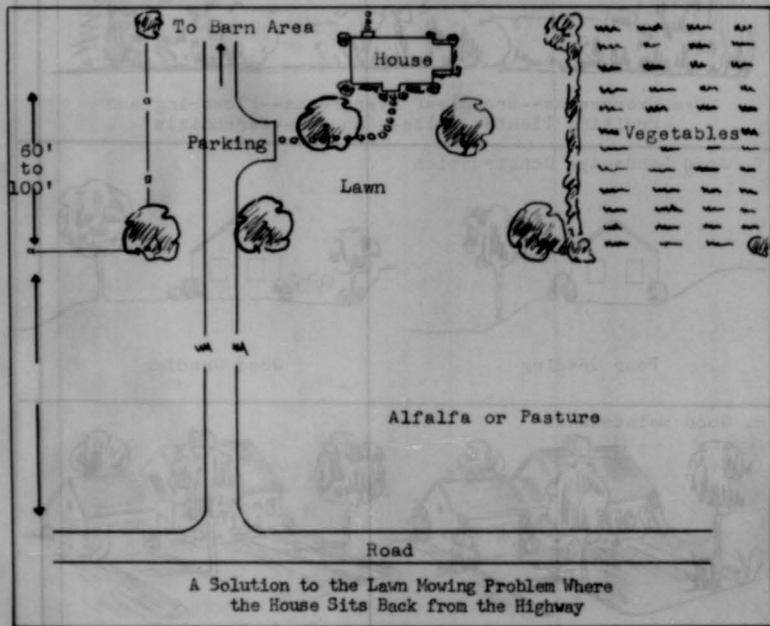 To Barn Area
House
Parking
Vegetables
60'
to
100'
Lawn
Alfalfa or Pasture
Road
A Solution to the Lawn Mowing Problem Where
the House Sits Back from the Highway